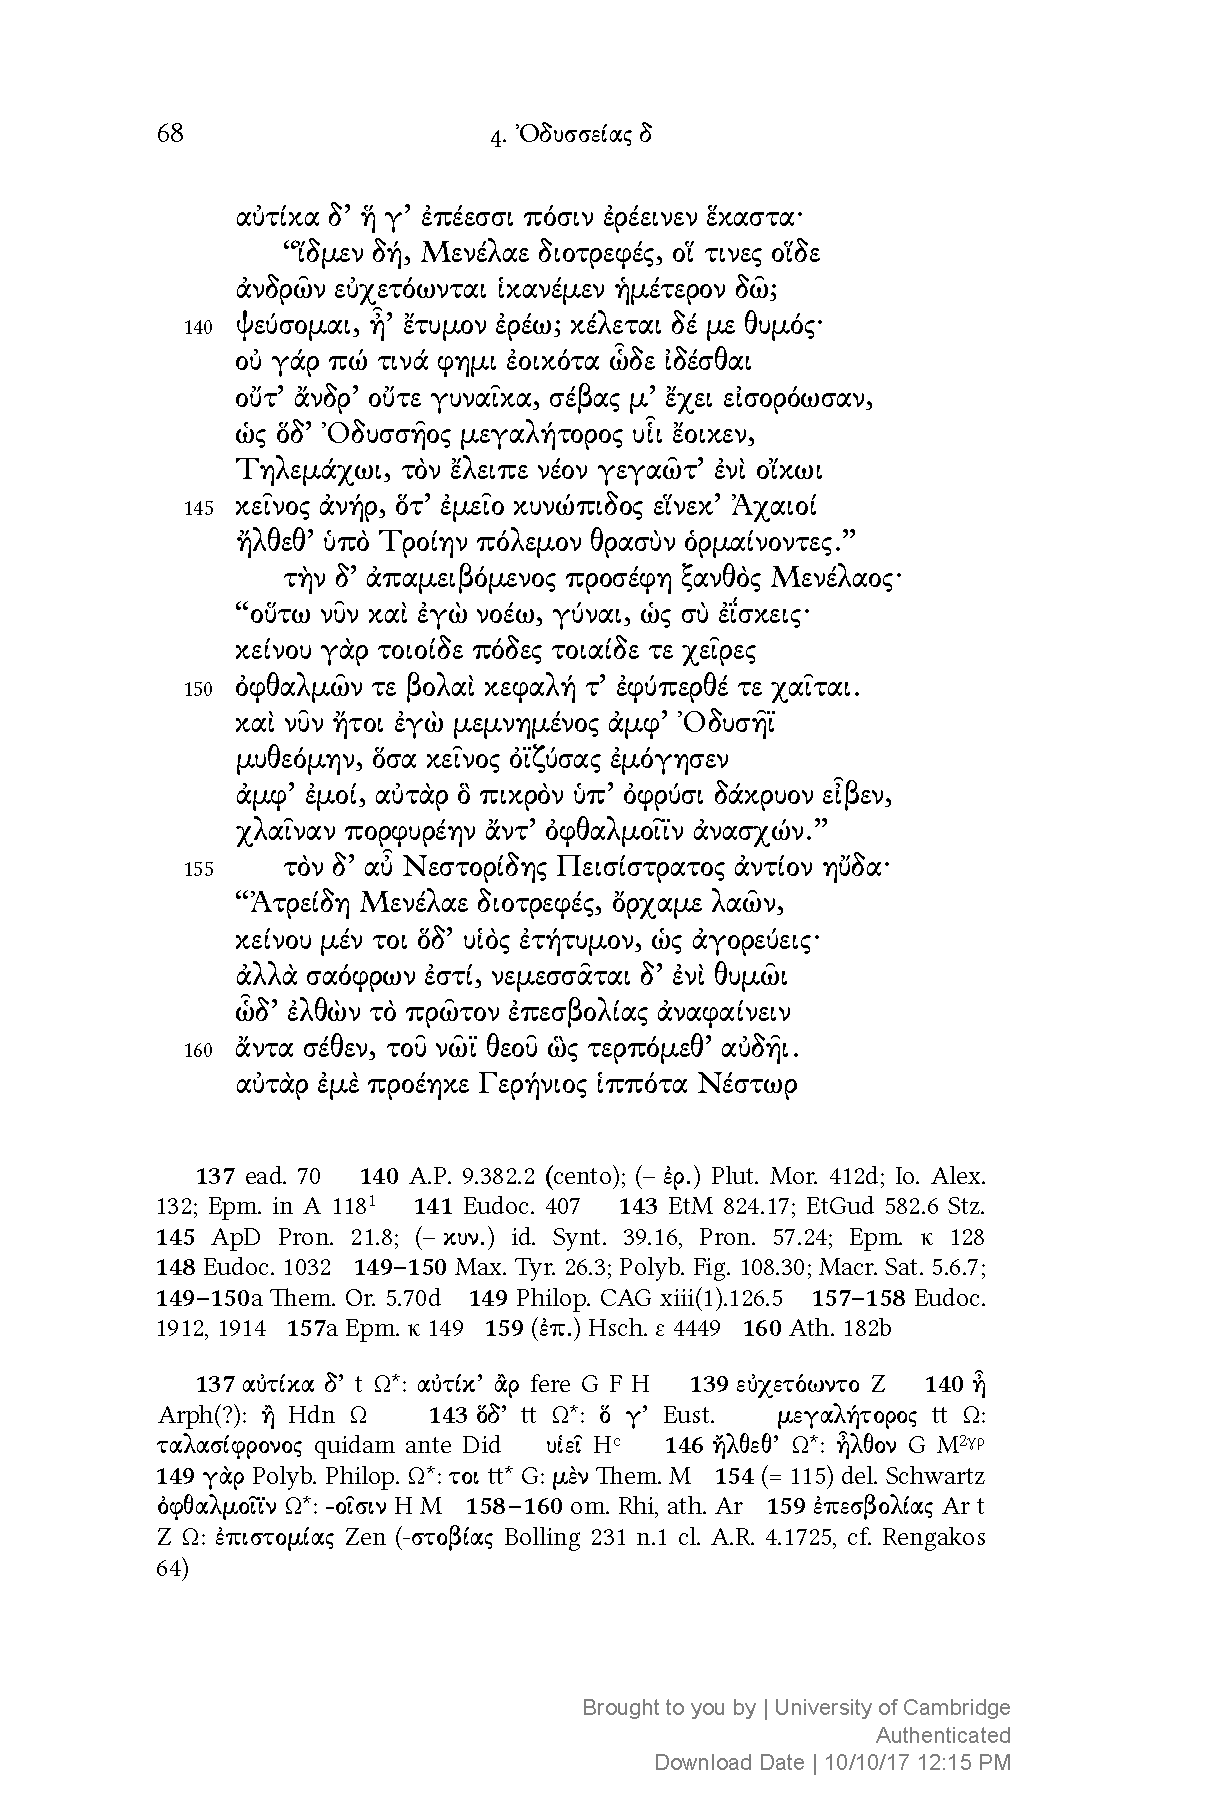 68 4. Ὀδυσσείας δ
αὐτίκα δ’ ἥ γ’ ἐπέεσσι πόσιν ἐρέεινεν ἕκαστα·
“ἴδμεν δή, Μενέλαε διοτρεφές, οἵ τινες οἵδε
ἀνδρῶν εὐχετόωνται ἱκανέμεν ἡμέτερον δῶ;
140 ψεύσομαι, ἦ’ ἔτυμον ἐρέω; κέλεται δέ με θυμός·
οὐ γάρ πώ τινά φημι ἐοικότα ὧδε ἰδέσθαι
οὔτ’ ἄνδρ’ οὔτε γυναῖκα, σέβας μ’ ἔχει εἰσορόωσαν,
ὡς ὅδ’ Ὀδυσσῆος μεγαλήτορος υἷι ἔοικεν,
Τηλεμάχωι, τὸν ἔλειπε νέον γεγαῶτ’ ἐνὶ οἴκωι
145 κεῖνος ἀνήρ, ὅτ’ ἐμεῖο κυνώπιδος εἵνεκ’ Ἀχαιοί
ἤλθεθ’ ὑπὸ Τροίην πόλεμον θρασὺν ὁρμαίνοντες.”
τὴν δ’ ἀπαμειβόμενος προσέφη ξανθὸς Μενέλαος·
“οὕτω νῦν καὶ ἐγὼ νοέω, γύναι, ὡς σὺ ἐΐσκεις·
κείνου γὰρ τοιοίδε πόδες τοιαίδε τε χεῖρες
150 ὀφθαλμῶν τε βολαὶ κεφαλή τ’ ἐφύπερθέ τε χαῖται.
καὶ νῦν ἤτοι ἐγὼ μεμνημένος ἀμφ’ Ὀδυσῆϊ
μυθεόμην, ὅσα κεῖνος ὀϊζύσας ἐμόγησεν
ἀμφ’ ἐμοί, αὐτὰρ ὃ πικρὸν ὑπ’ ὀφρύσι δάκρυον εἶβεν,
χλαῖναν πορφυρέην ἄντ’ ὀφθαλμοῖϊν ἀνασχών.”
155 τὸν δ’ αὖ Νεστορίδης Πεισίστρατος ἀντίον ηὔδα·
“Ἀτρείδη Μενέλαε διοτρεφές, ὄρχαμε λαῶν,
κείνου μέν τοι ὅδ’ υἱὸς ἐτήτυμον, ὡς ἀγορεύεις·
ἀλλὰ σαόφρων ἐστί, νεμεσσᾶται δ’ ἐνὶ θυμῶι
ὧδ’ ἐλθὼν τὸ πρῶτον ἐπεσβολίας ἀναφαίνειν
160 ἄντα σέθεν, τοῦ νῶϊ θεοῦ ὣς τερπόμεθ’ αὐδῆι.
αὐτὰρ ἐμὲ προέηκε Γερήνιος ἱππότα Νέστωρ
137 ead. 70 140 A.P. 9.382.2 (cento); (– ἐρ.) Plut. Mor. 412d; Io. Alex.
132; Epm. in A 118¹ 141 Eudoc. 407 143 EtM 824.17; EtGud 582.6 Stz.
145 ApD Pron. 21.8; (– κυν.) id. Synt. 39.16, Pron. 57.24; Epm. κ 128
148 Eudoc. 1032 149–150 Max. Tyr. 26.3; Polyb. Fig. 108.30; Macr. Sat. 5.6.7;
149–150a Them. Or. 5.70d 149 Philop. CAG xiii(1).126.5 157–158 Eudoc.
1912, 1914 157a Epm. κ 149 159 (ἐπ.) Hsch. ε 4449 160 Ath. 182b
137 αὐτίκα δ’ t Ω*: αὐτίκ’ ἂρ fere G F H 139 εὐχετόωντο Z 140 ἦ
Arph(?): ἢ Hdn Ω 143 ὅδ’ tt Ω*: ὅ γ’ Eust. μεγαλήτορος tt Ω:
ταλασίφρονος quidam ante Did υἱεῖ Hᶜ 146 ἤλθεθ’ Ω*: ἦλθον G M²ᵞᵖ
149 γὰρ Polyb. Philop. Ω*: τοι tt* G: μὲν Them. M 154 (= 115) del. Schwartz
ὀφθαλμοῖϊν Ω*: -οῖσιν H M 158–160 om. Rhi, ath. Ar 159 ἐπεσβολίας Ar t
Z Ω: ἐπιστομίας Zen (-στοβίας Bolling 231 n.1 cl. A.R. 4.1725, cf. Rengakos
64)
Brought to you by | University of Cambridge
Authenticated
Download Date | 10/10/17 12:15 PM